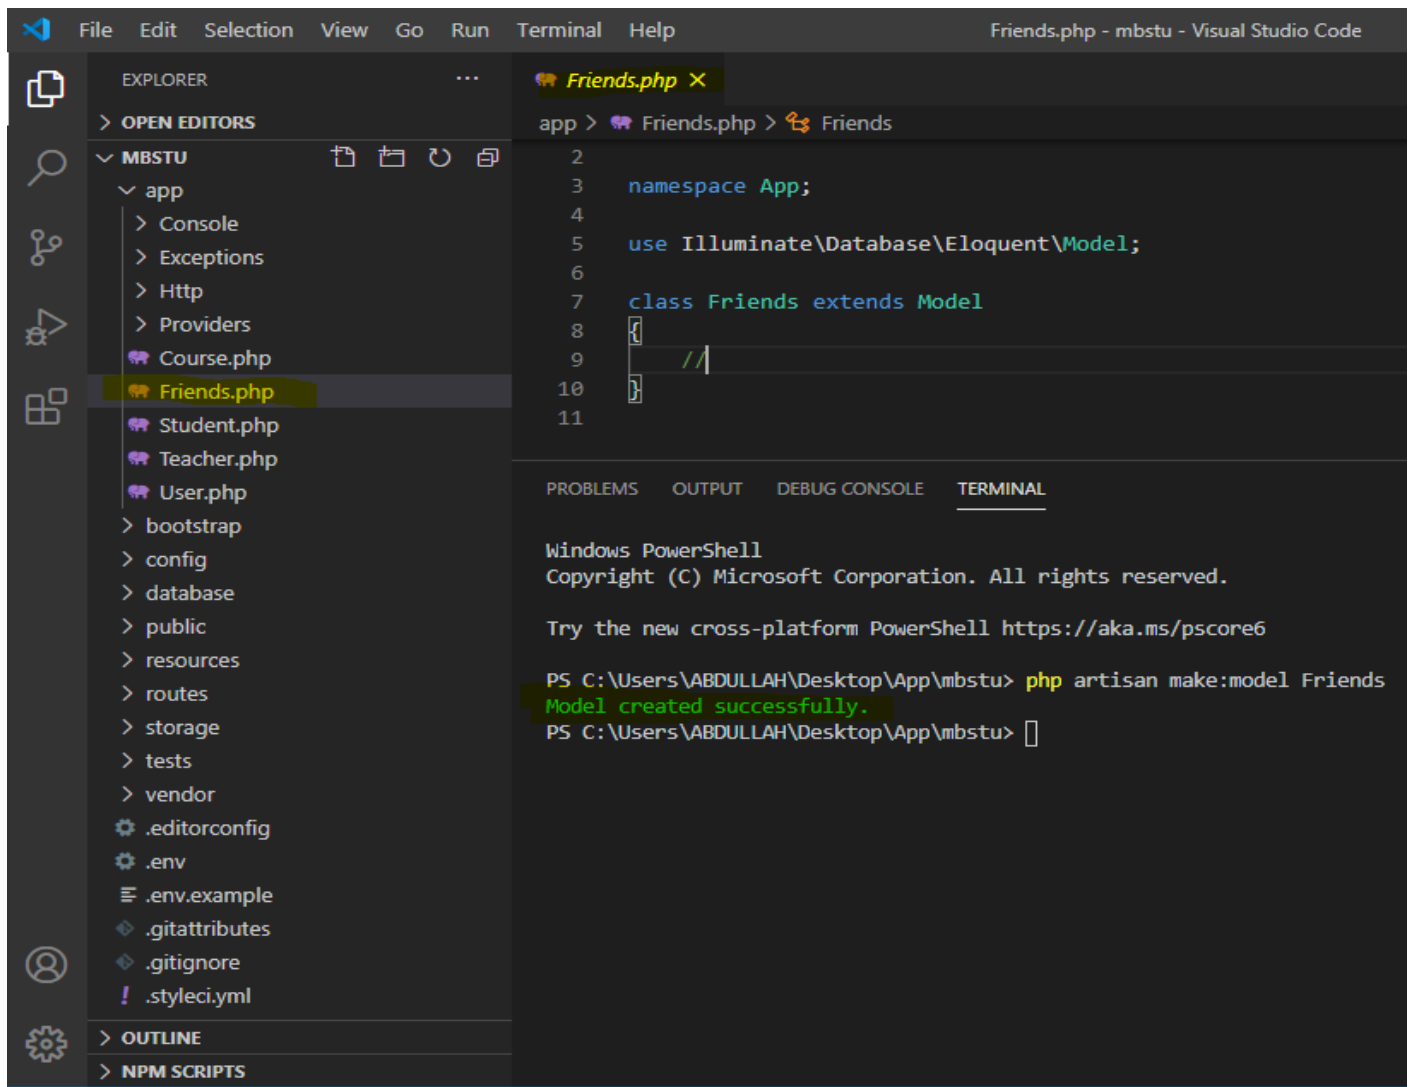 File Edit Selection View Go Run Terminal Help Friends.php - mbstu - Visual Studio Code
EXPLORER ...
OPEN EDITORS
MBSTU
app
Console
Exceptions
Http
Providers
Course.php
Friends.php
Student.php
Teacher.php
User.php
bootstrap
config
database
public
resources
routes
storage
tests
vendor
.editorconfig
.env
.env.example
.gitattributes
.gitignore
! .styleci.yml
OUTLINE
NPM SCRIPTS
Friends.php
app > Friends.php > Friends
2
3 namespace App;
4
5 use Illuminate\Database\Eloquent\Model;
6
7 class Friends extends Model
8 {
9 //
10 }
11
PROBLEMS OUTPUT DEBUG CONSOLE TERMINAL
Windows PowerShell
Copyright (C) Microsoft Corporation. All rights reserved.
Try the new cross-platform PowerShell https://aka.ms/pscore6
PS C:\Users\ABDULLAH\Desktop\App\mbstu> php artisan make:model Friends
Model created successfully.
PS C:\Users\ABDULLAH\Desktop\App\mbstu>